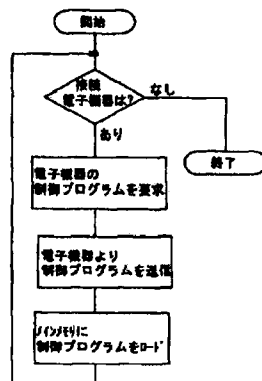 開始
接続
電子機器は?
なし
あり
終了
電子機器の
制御プログラムを要求
電子機器より
制御プログラムを送信
メインメモリに
制御プログラムをロード